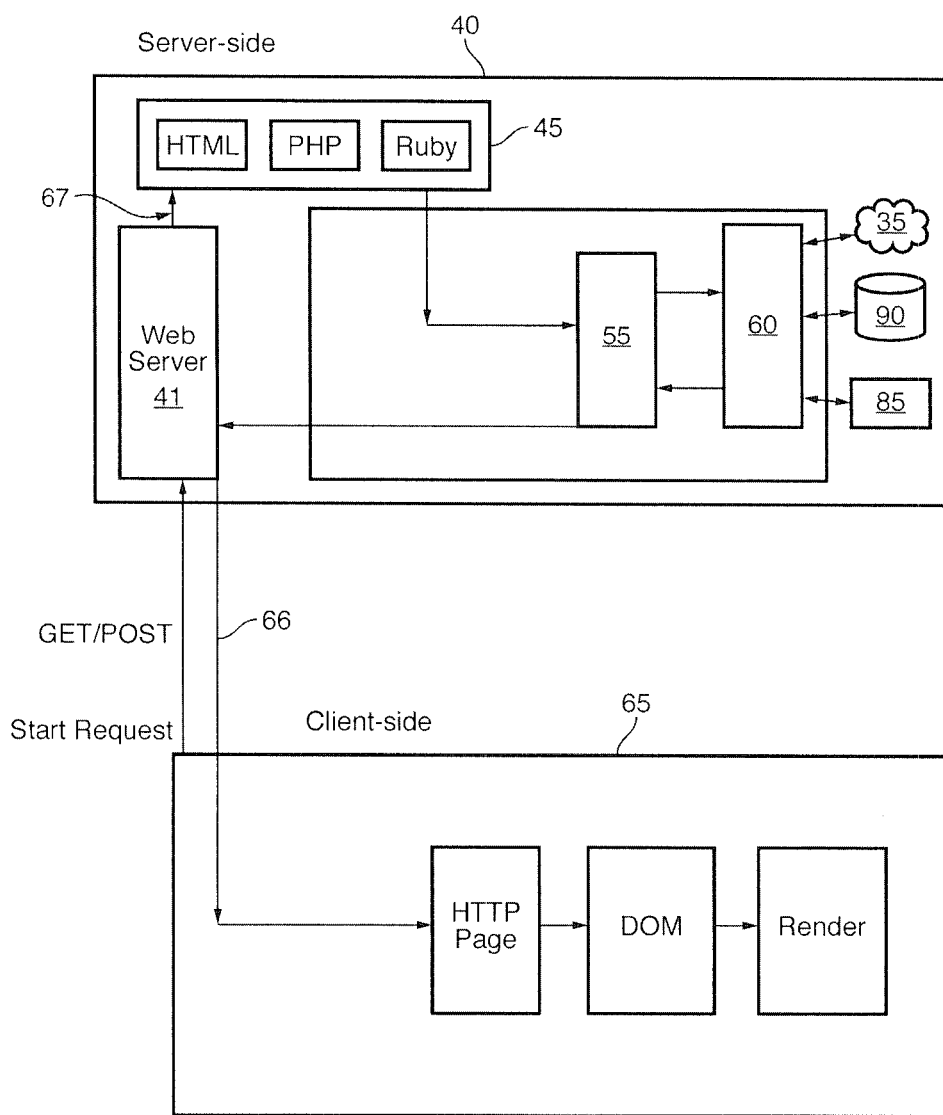 40
Server-side
HTML
PHP
Ruby
45
67
Web
Server
41
55
60
35
90
85
GET/POST
66
Start Request
Client-side
65
HTTP
Page
DOM
Render